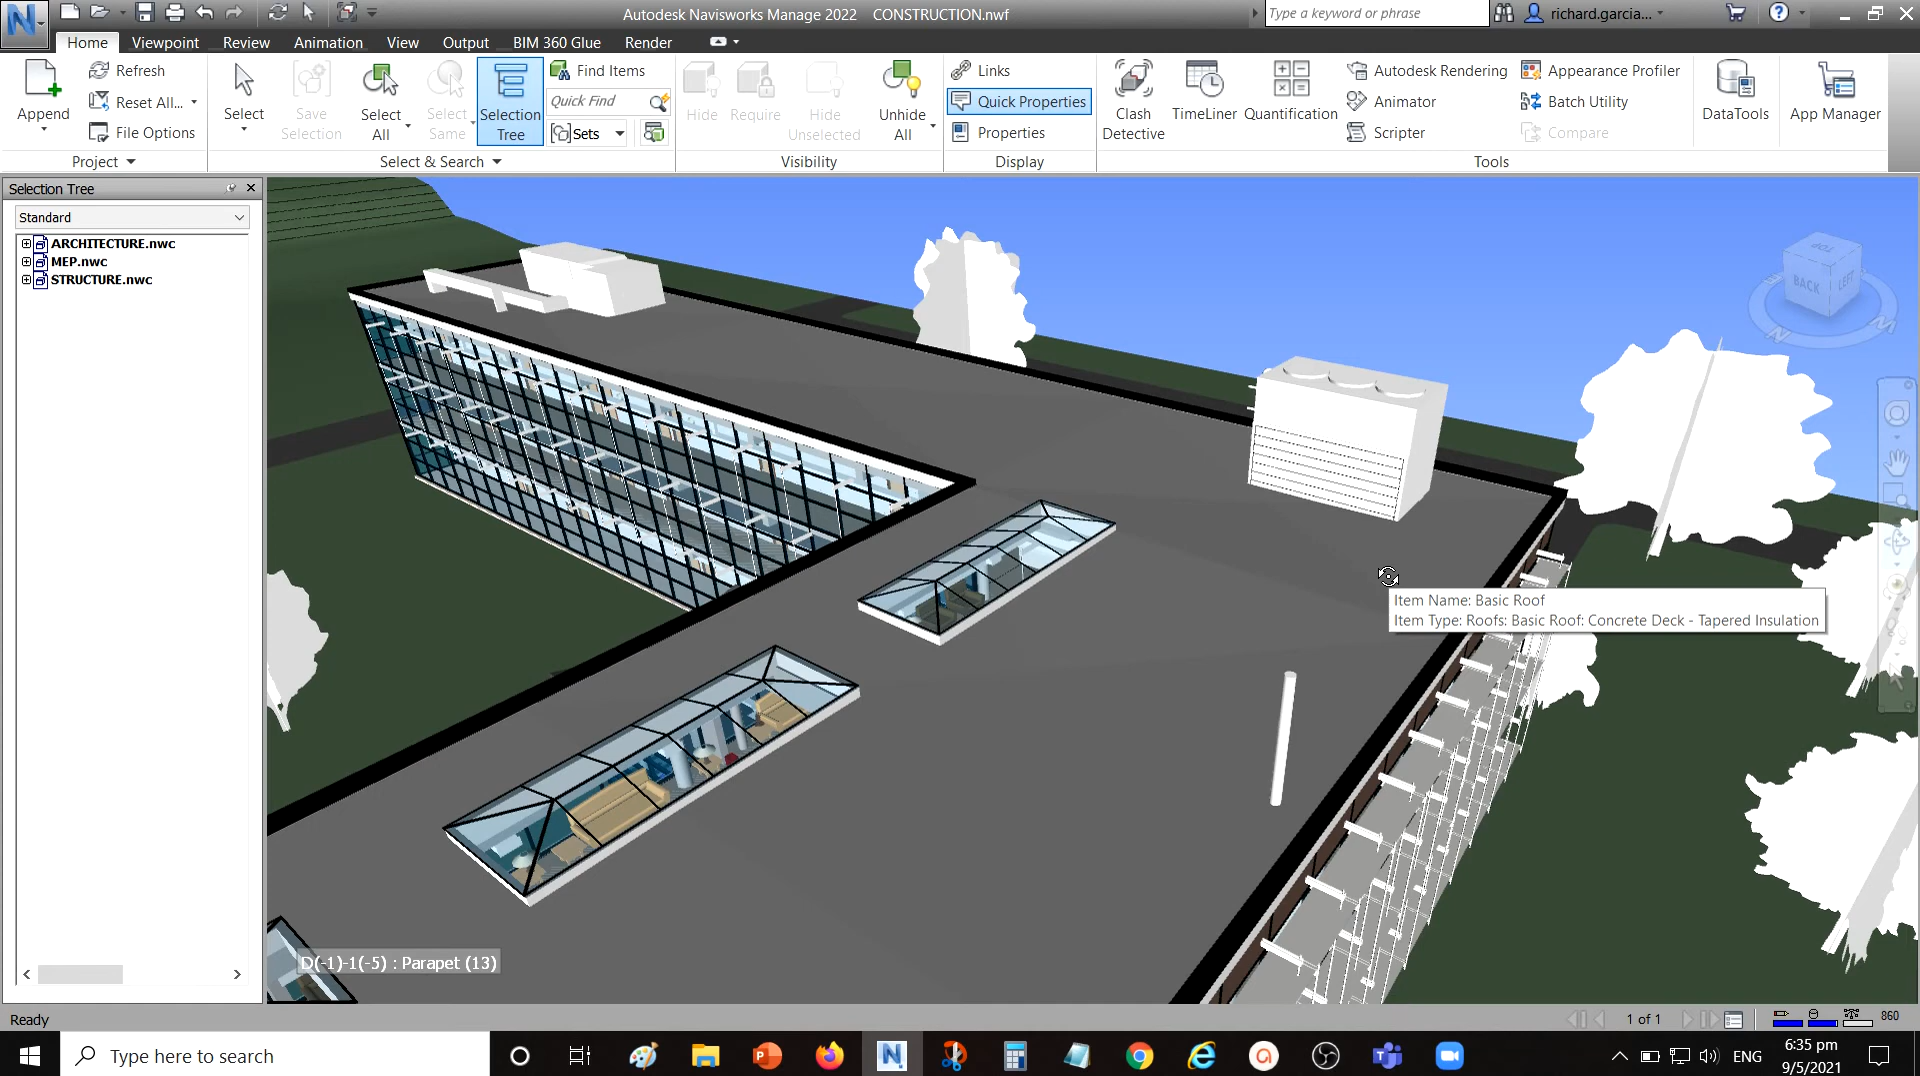 Autodesk Navisworks Manage 2022 CONSTRUCTION.nwf
Type a keyword or phrase
richard.garcia...
Home Viewpoint Review Animation View Output BIM 360 Glue Render
Append
Refresh
Reset All...
File Options
Project
Select
Save Selection
Select All
Select Same
Selection Tree
Find Items
Quick Find
Sets
Select & Search
Hide
Require
Hide Unselected
Unhide All
Visibility
Links
Quick Properties
Properties
Display
Clash Detective
TimeLiner
Quantification
Autodesk Rendering
Animator
Scripter
Appearance Profiler
Batch Utility
Compare
Tools
DataTools
App Manager
Selection Tree
Standard
ARCHITECTURE.nwc
MEP.nwc
STRUCTURE.nwc
TOP
BACK
LEFT
N
Item Name: Basic Roof
Item Type: Roofs: Basic Roof: Concrete Deck - Tapered Insulation
D(-1)-1(-5) : Parapet (13)
Ready
1 of 1
860
Type here to search
ENG
6:35 pm
9/5/2021